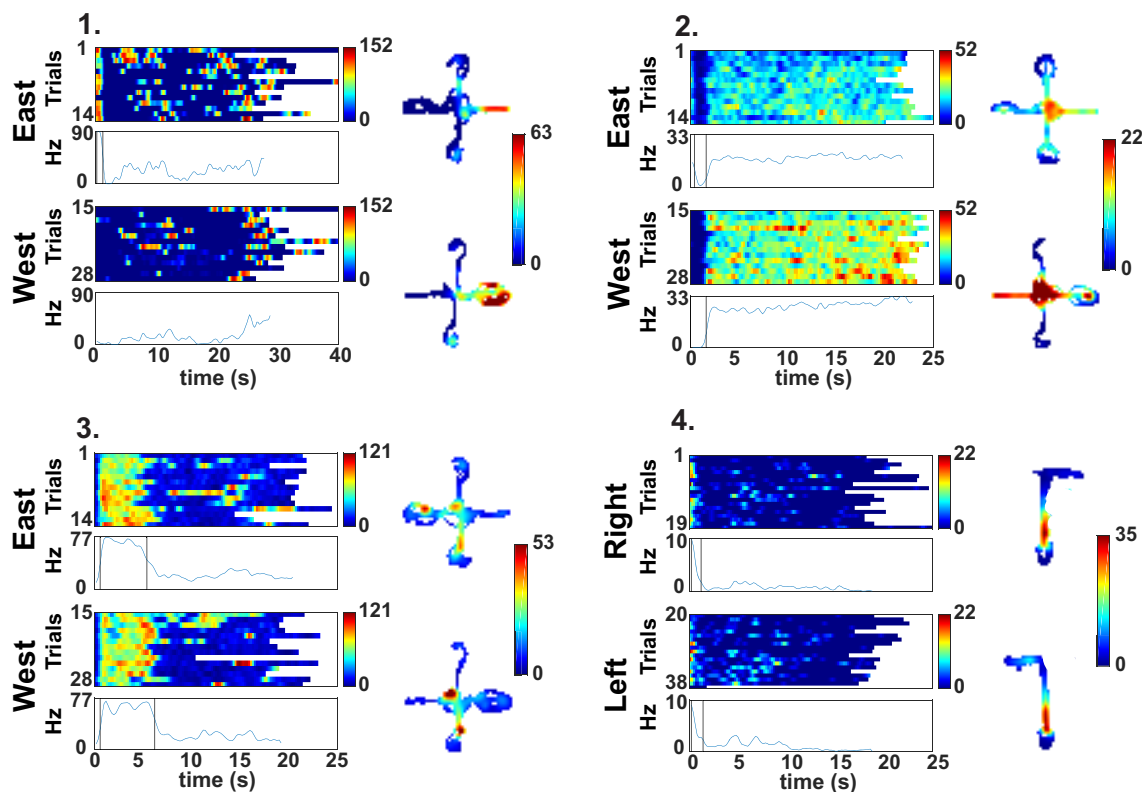 1.
East
Trials
1
14
152
0
Hz
90
0
West
Trials
15
28
152
0
Hz
90
0
0 10 20 30 40
time (s)
63
0
2.
East
Trials
1
14
52
0
Hz
33
0
West
Trials
15
28
52
0
Hz
33
0 5 10 15 20 25
time (s)
22
0
3.
East
Trials
1
14
121
0
Hz
77
0
West
Trials
15
28
121
0
Hz
77
0
0 5 10 15 20 25
time (s)
53
0
4.
Right
Trials
1
19
22
0
Hz
10
0
Left
Trials
20
38
22
0
Hz
10
0
0 5 10 15 20 25
time (s)
35
0